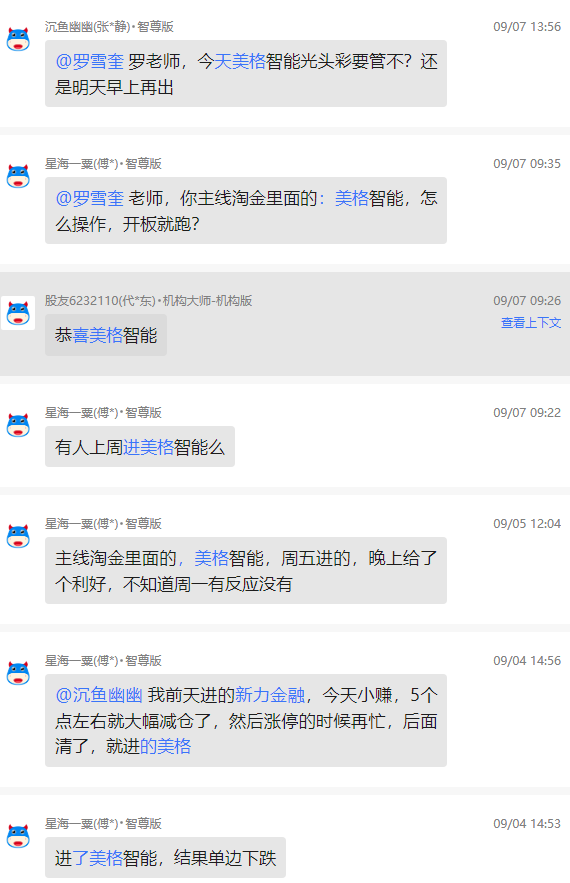 沉鱼幽幽(张*静)·智尊版
09/07 13:56
@罗雪奎 罗老师，今天美格智能光头彩要管不？还
是明天早上再出
星海一粟(傅*)·智尊版
09/07 09:35
@罗雪奎 老师，你主线淘金里面的：美格智能，怎
么操作，开板就跑？
股友6232110(代*东)·机构大师-机构版
09/07 09:26
查看上下文
恭喜美格智能
星海一粟(傅*)·智尊版
09/07 09:22
有人上周进美格智能么
星海一粟(傅*)·智尊版
09/05 12:04
主线淘金里面的，美格智能，周五进的，晚上给了
个利好，不知道周一有反应没有
星海一粟(傅*)·智尊版
09/04 14:56
@沉鱼幽幽 我前天进的新力金融，今天小赚，5个
点左右就大幅减仓了，然后涨停的时候再忙，后面
清了，就进的美格
星海一粟(傅*)·智尊版
09/04 14:53
进了美格智能，结果单边下跌